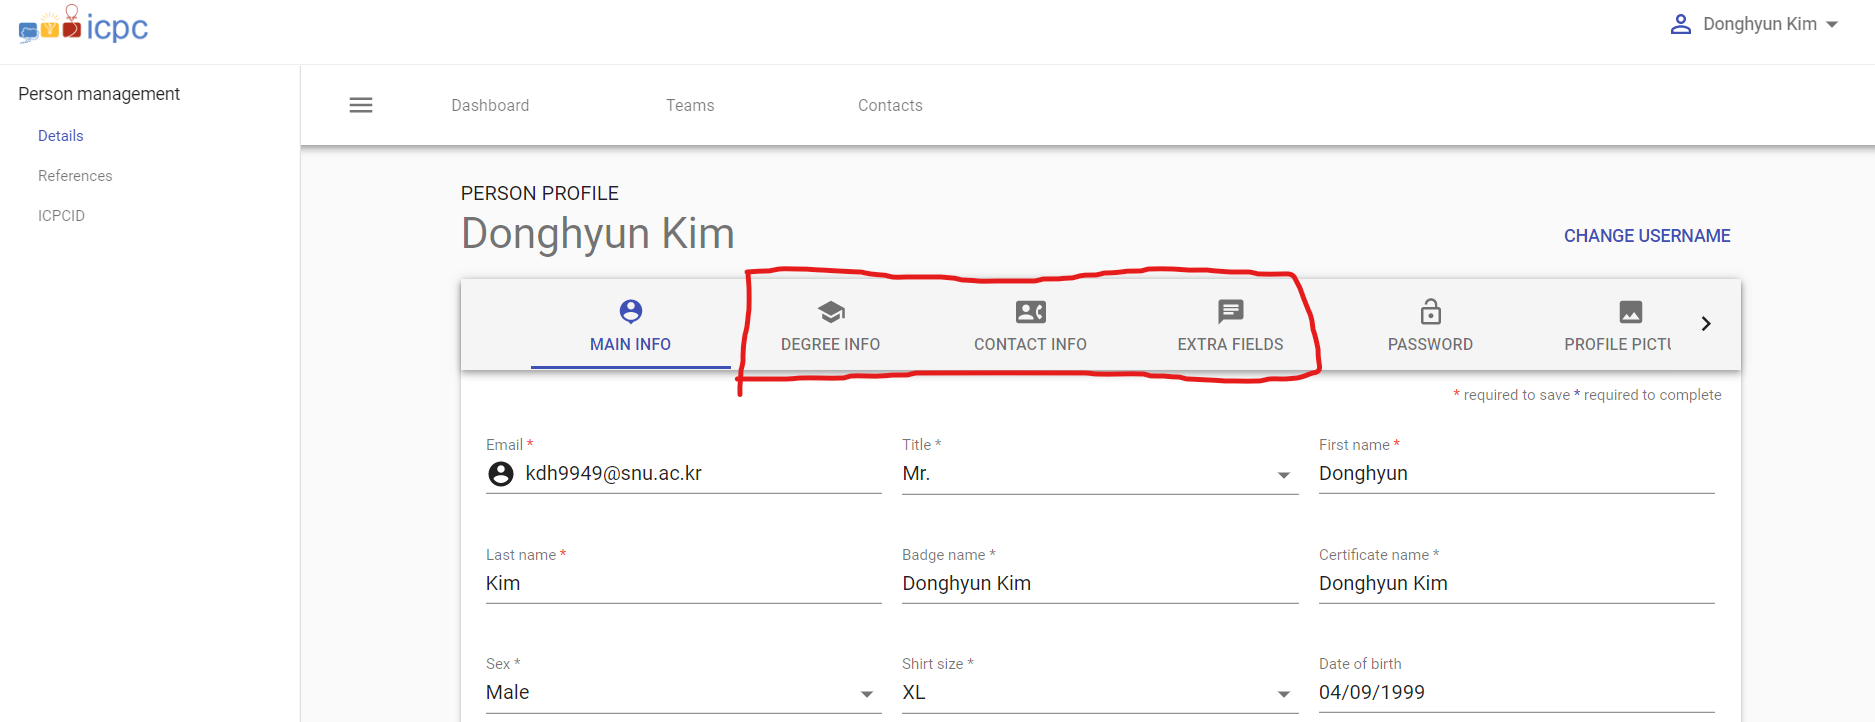 icpc
Donghyun Kim
Person management
Details
References
ICPCID
Dashboard Teams Contacts
PERSON PROFILE
Donghyun Kim
CHANGE USERNAME
MAIN INFO DEGREE INFO CONTACT INFO EXTRA FIELDS PASSWORD PROFILE PICTU
* required to save * required to complete
Email * Title * First name *
kdh9949@snu.ac.kr Mr. Donghyun
Last name * Badge name * Certificate name *
Kim Donghyun Kim Donghyun Kim
Sex * Shirt size * Date of birth
Male XL 04/09/1999